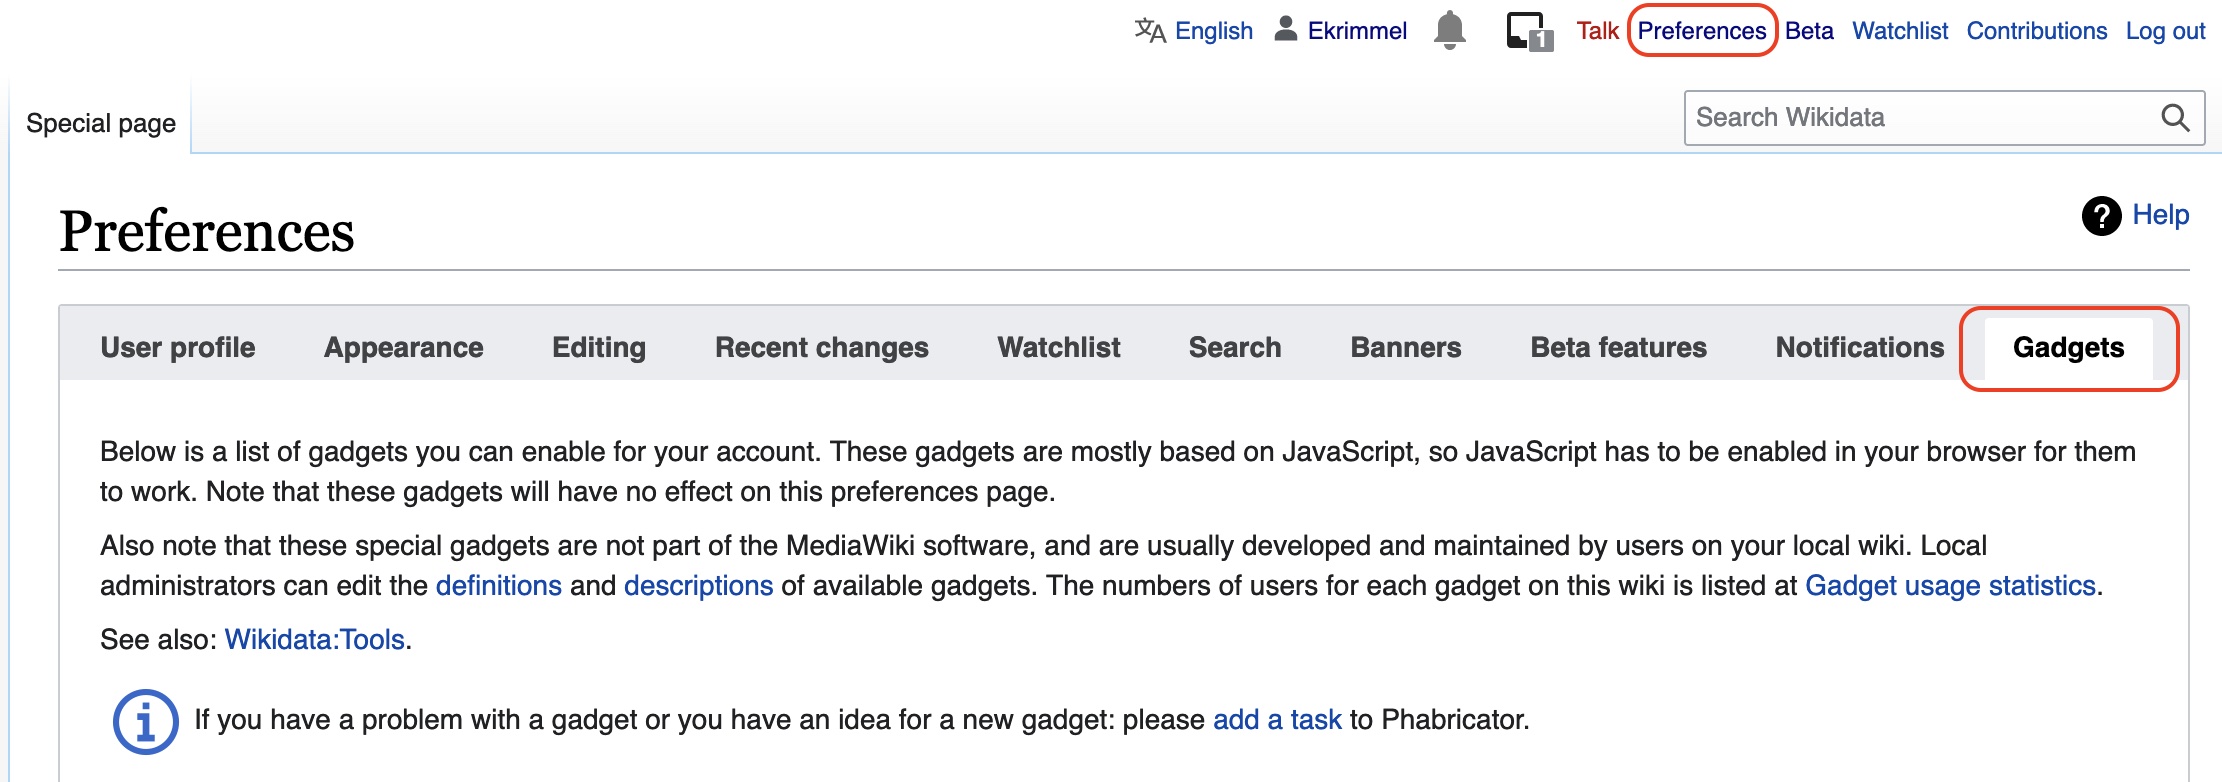 English Ekrimmel 1 Talk Preferences Beta Watchlist Contributions Log out
Special page
Search Wikidata
Preferences
? Help
User profile Appearance Editing Recent changes Watchlist Search Banners Beta features Notifications Gadgets
Below is a list of gadgets you can enable for your account. These gadgets are mostly based on JavaScript, so JavaScript has to be enabled in your browser for them
to work. Note that these gadgets will have no effect on this preferences page.
Also note that these special gadgets are not part of the MediaWiki software, and are usually developed and maintained by users on your local wiki. Local
administrators can edit the definitions and descriptions of available gadgets. The numbers of users for each gadget on this wiki is listed at Gadget usage statistics.
See also: Wikidata:Tools.
i If you have a problem with a gadget or you have an idea for a new gadget: please add a task to Phabricator.